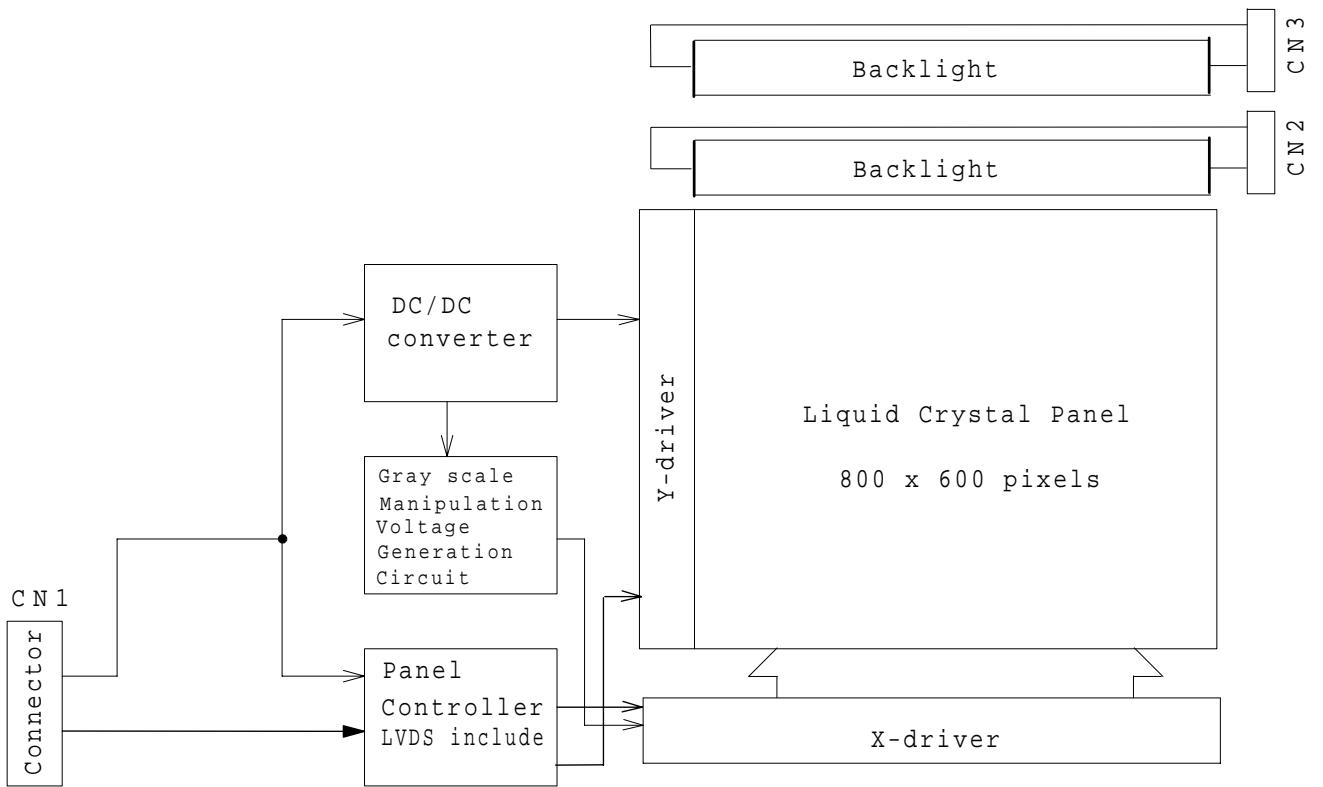 Backlight
CN3
Backlight
CN2
DC/DC
converter
Y-driver
Liquid Crystal Panel
800 x 600 pixels
Gray scale
Manipulation
Voltage
Generation
Circuit
CN1
Connector
Panel
Controller
LVDS include
X-driver